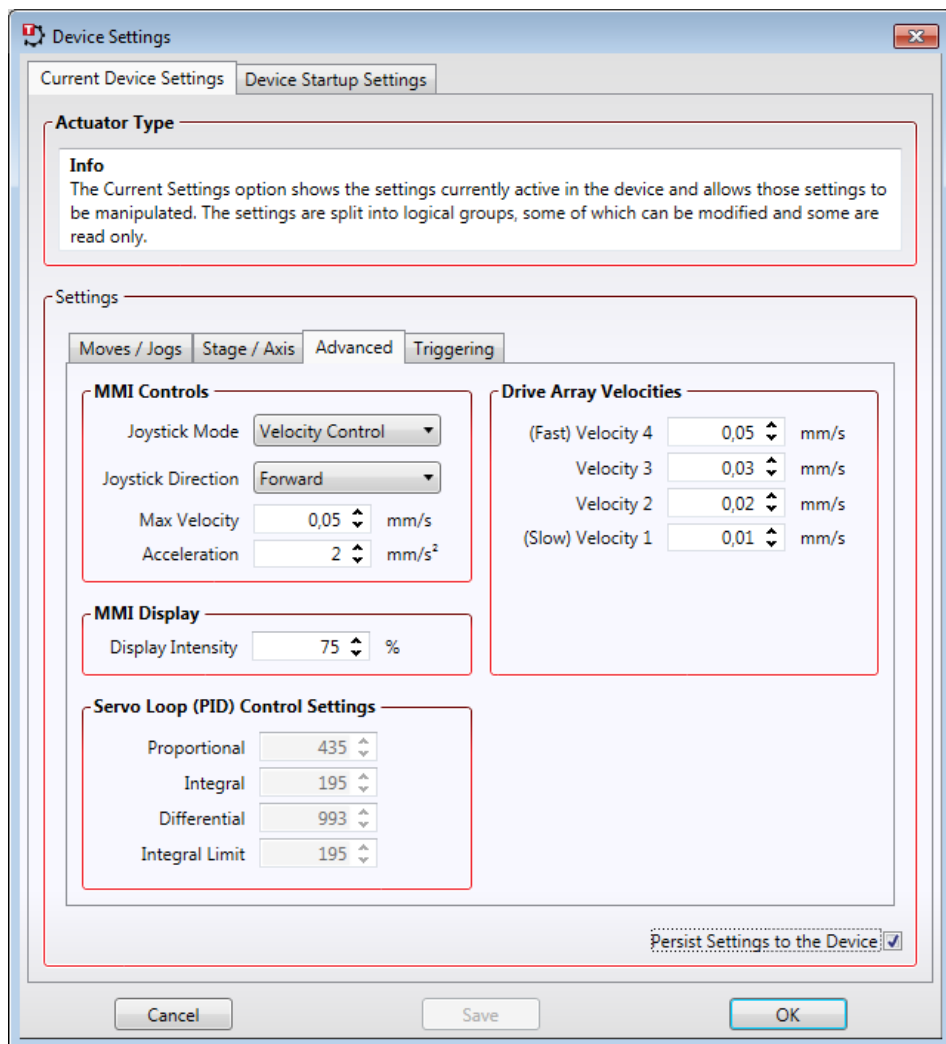 Device Settings
Current Device Settings
Device Startup Settings
Actuator Type
Info
The Current Settings option shows the settings currently active in the device and allows those settings to
be manipulated. The settings are split into logical groups, some of which can be modified and some are
read only.
Settings
Moves / Jogs
Stage / Axis
Advanced
Triggering
MMI Controls
Joystick Mode Velocity Control
Joystick Direction Forward
Max Velocity 0,05 mm/s
Acceleration 2 mm/s²
MMI Display
Display Intensity 75 %
Servo Loop (PID) Control Settings
Proportional 435
Integral 195
Differential 993
Integral Limit 195
Drive Array Velocities
(Fast) Velocity 4 0,05 mm/s
Velocity 3 0,03 mm/s
Velocity 2 0,02 mm/s
(Slow) Velocity 1 0,01 mm/s
Persist Settings to the Device
Cancel
Save
OK